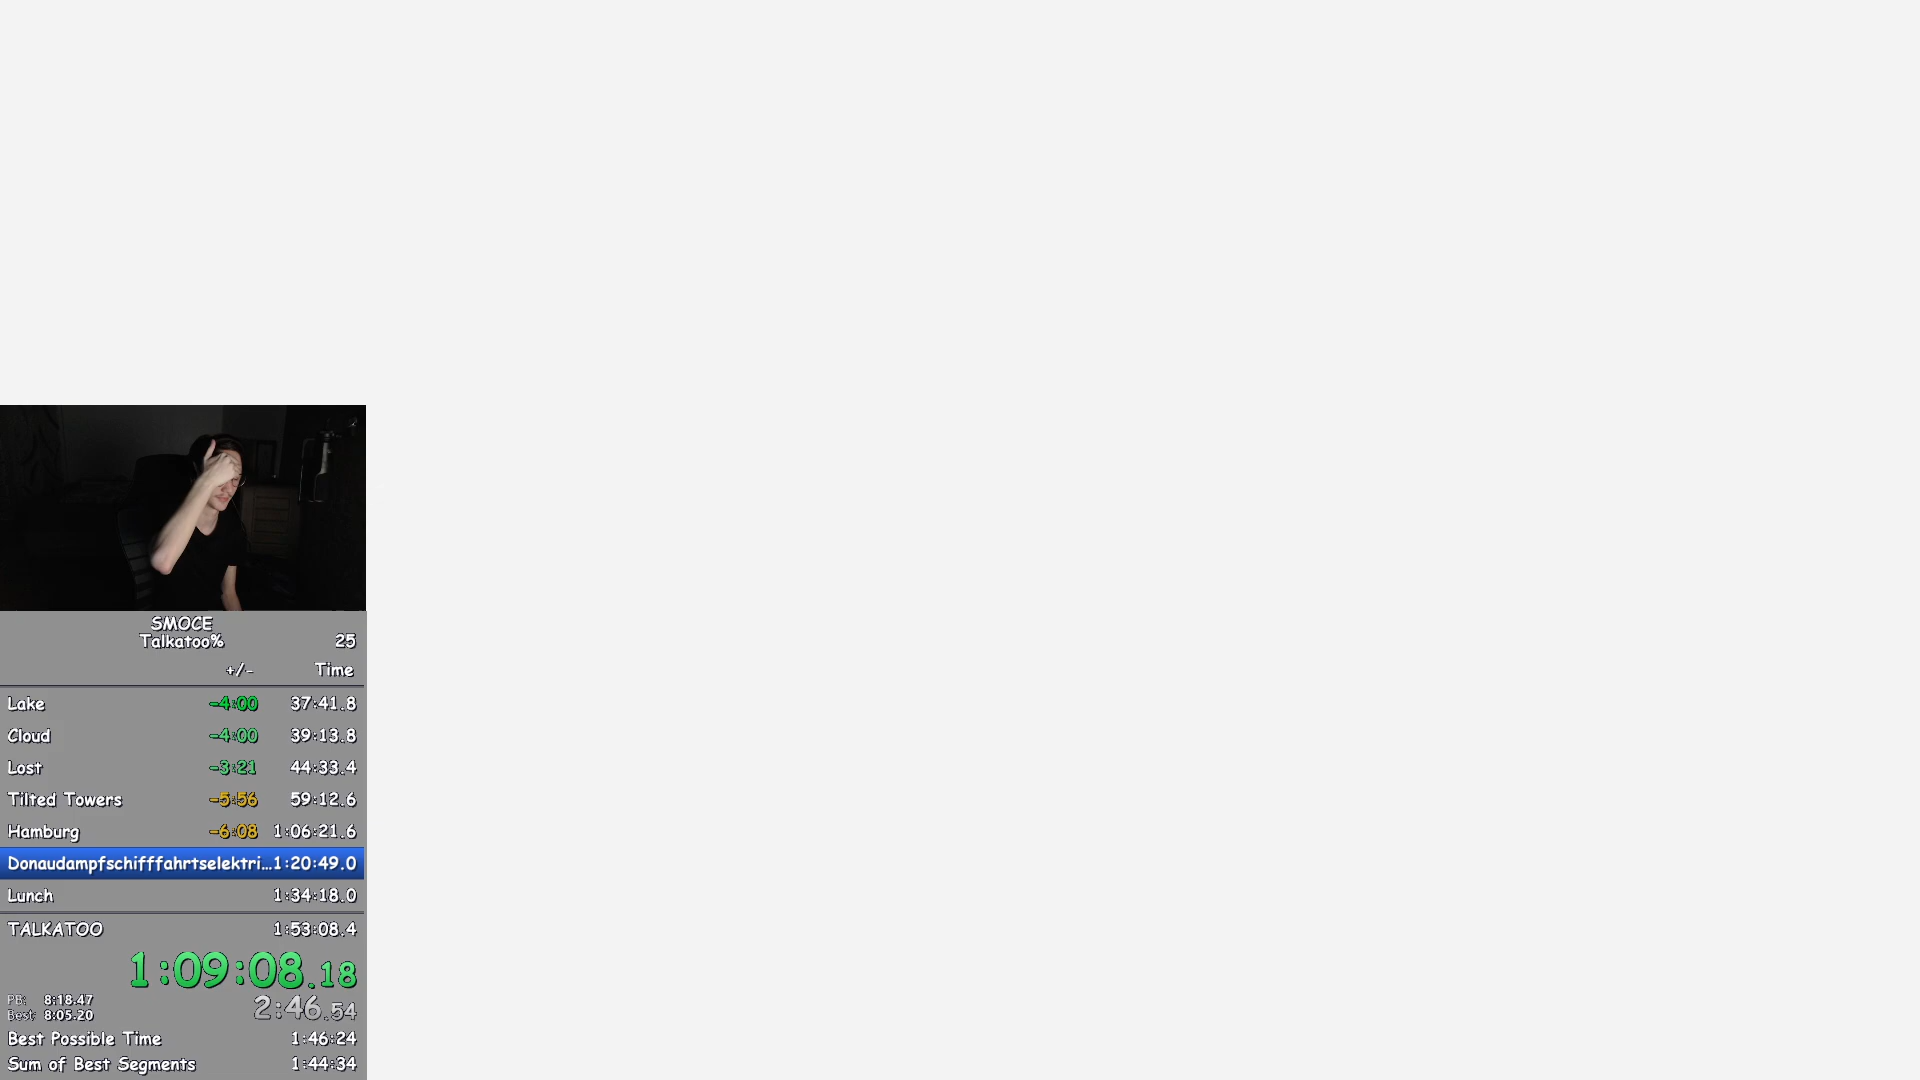 SMOCE
Talkatoo% 25
+/- Time
Lake -4:00 37:41.8
Cloud -4:00 39:13.8
Lost -3:21 44:33.4
Tilted Towers -5:56 59:12.6
Hamburg -6:08 1:06:21.6
Donaudampfschifffahrtselektri...1:20:49.0
Lunch 1:34:18.0
TALKATOO 1:53:08.4
1:09:08.18
PB: 8:18.47 2:46.54
Best: 8:05.20
Best Possible Time 1:46:24
Sum of Best Segments 1:44:34